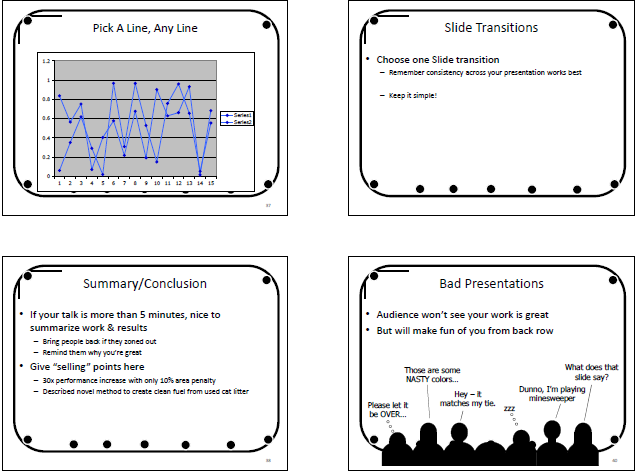 Pick A Line, Any Line
1.2
1
0.8
0.6
0.4
0.2
0
1 2 3 4 5 6 7 8 9 10 11 12 13 14 15
Series1
Series2
37
Slide Transitions
• Choose one Slide transition
– Remember consistency across your presentation works best
– Keep it simple!
Summary/Conclusion
• If your talk is more than 5 minutes, nice to
summarize work & results
– Bring people back if they zoned out
– Remind them why you're great
• Give "selling" points here
– 30x performance increase with only 10% area penalty
– Described novel method to create clean fuel from used cat litter
Bad Presentations
• Audience won't see your work is great
• But will make fun of you from back row
Please let it
be OVER...
Those are some
NASTY colors...
Hey – it
matches my tie.
zzz
Dunno, I'm playing
minesweeper
What does that
slide say?